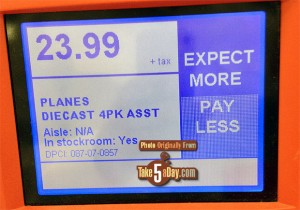 23.99
+ tax
EXPECT
MORE
PAY
LESS
PLANES
DIECAST 4PK ASST
Aisle: N/A
In stockroom: Yes
DPCI: 087-07-0957
Photo Originally From
Take5aDay.com